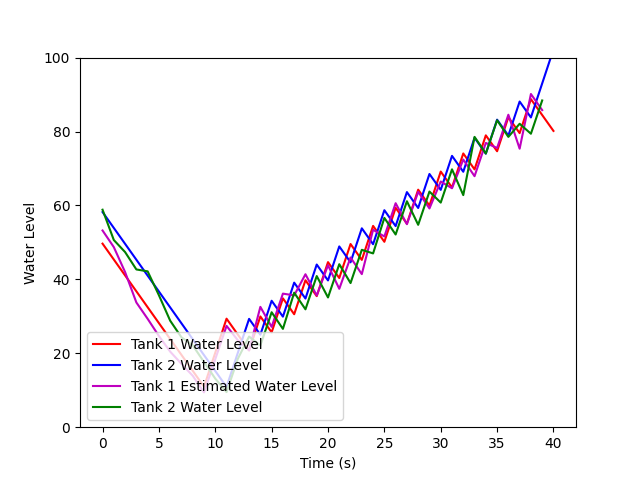 100
80
60
40
20
0
Water Level
Tank 1 Water Level
Tank 2 Water Level
Tank 1 Estimated Water Level
Tank 2 Water Level
0 5 10 15 20 25 30 35 40
Time (s)